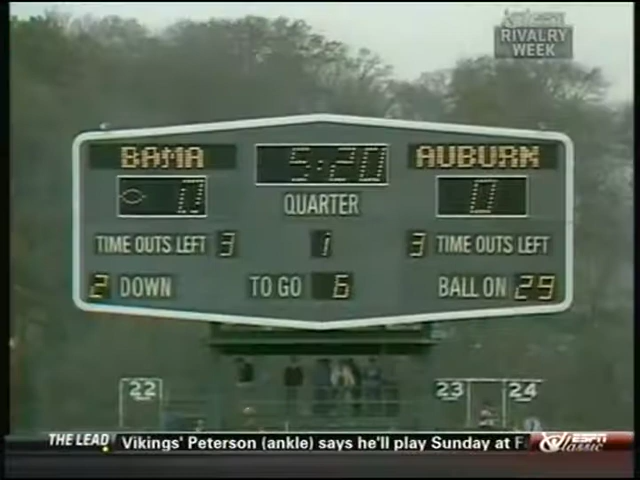 RIVALRY
WEEK
BAMA 5:20 AUBURN
0 QUARTER 0
TIME OUTS LEFT 3 1 3 TIME OUTS LEFT
2 DOWN TO GO 6 BALL ON 29
22 23 24
THE LEAD Vikings' Peterson (ankle) says he'll play Sunday at F ESPN Classic